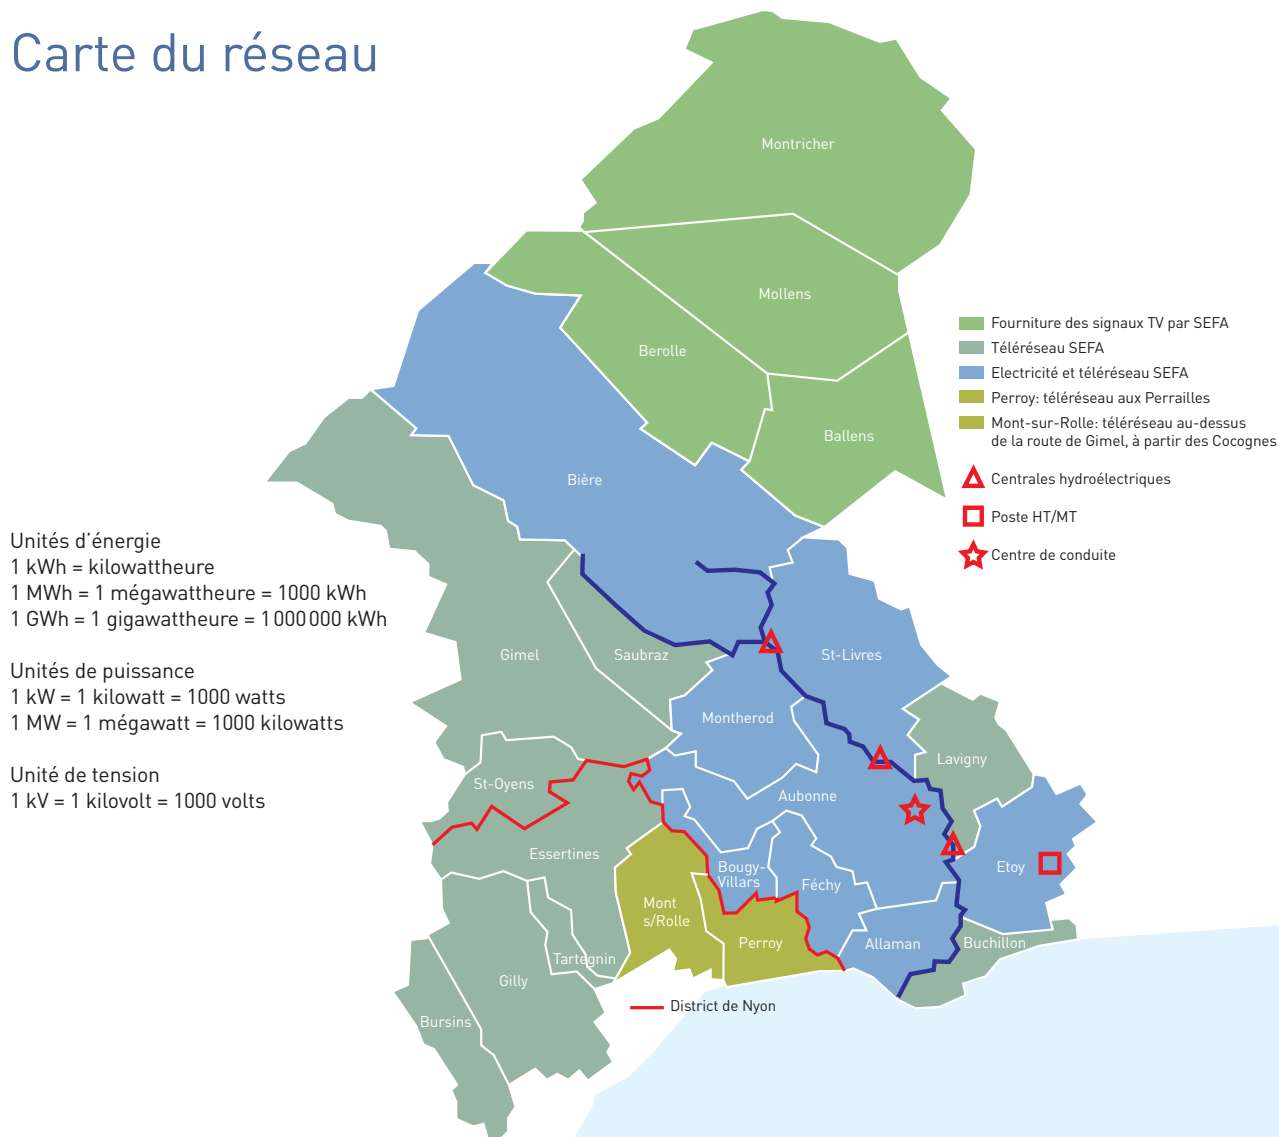 Carte du réseau
Montricher
Mollens
Berolle
Ballens
Bière
Fourniture des signaux TV par SEFA
Téléréseau SEFA
Electricité et téléréseau SEFA
Perroy: téléréseau aux Perrailles
Mont-sur-Rolle: téléréseau au-dessus
de la route de Gimel, à partir des Cocognes
Centrales hydroélectriques
Poste HT/MT
Centre de conduite
Unités d'énergie
1 kWh = kilowattheure
1 MWh = 1 mégawattheure = 1000 kWh
1 GWh = 1 gigawattheure = 1 000 000 kWh
Unités de puissance
1 kW = 1 kilowatt = 1000 watts
1 MW = 1 mégawatt = 1000 kilowatts
Unité de tension
1 kV = 1 kilovolt = 1000 volts
Gimel
Saubraz
St-Livres
Montherod
Lavigny
St-Oyens
Aubonne
Essertines
Bougy-
Villars
Féchy
Etoy
Mont
s/Rolle
Perroy
Allaman
Buchillon
Tartegnin
Gilly
Bursins
District de Nyon